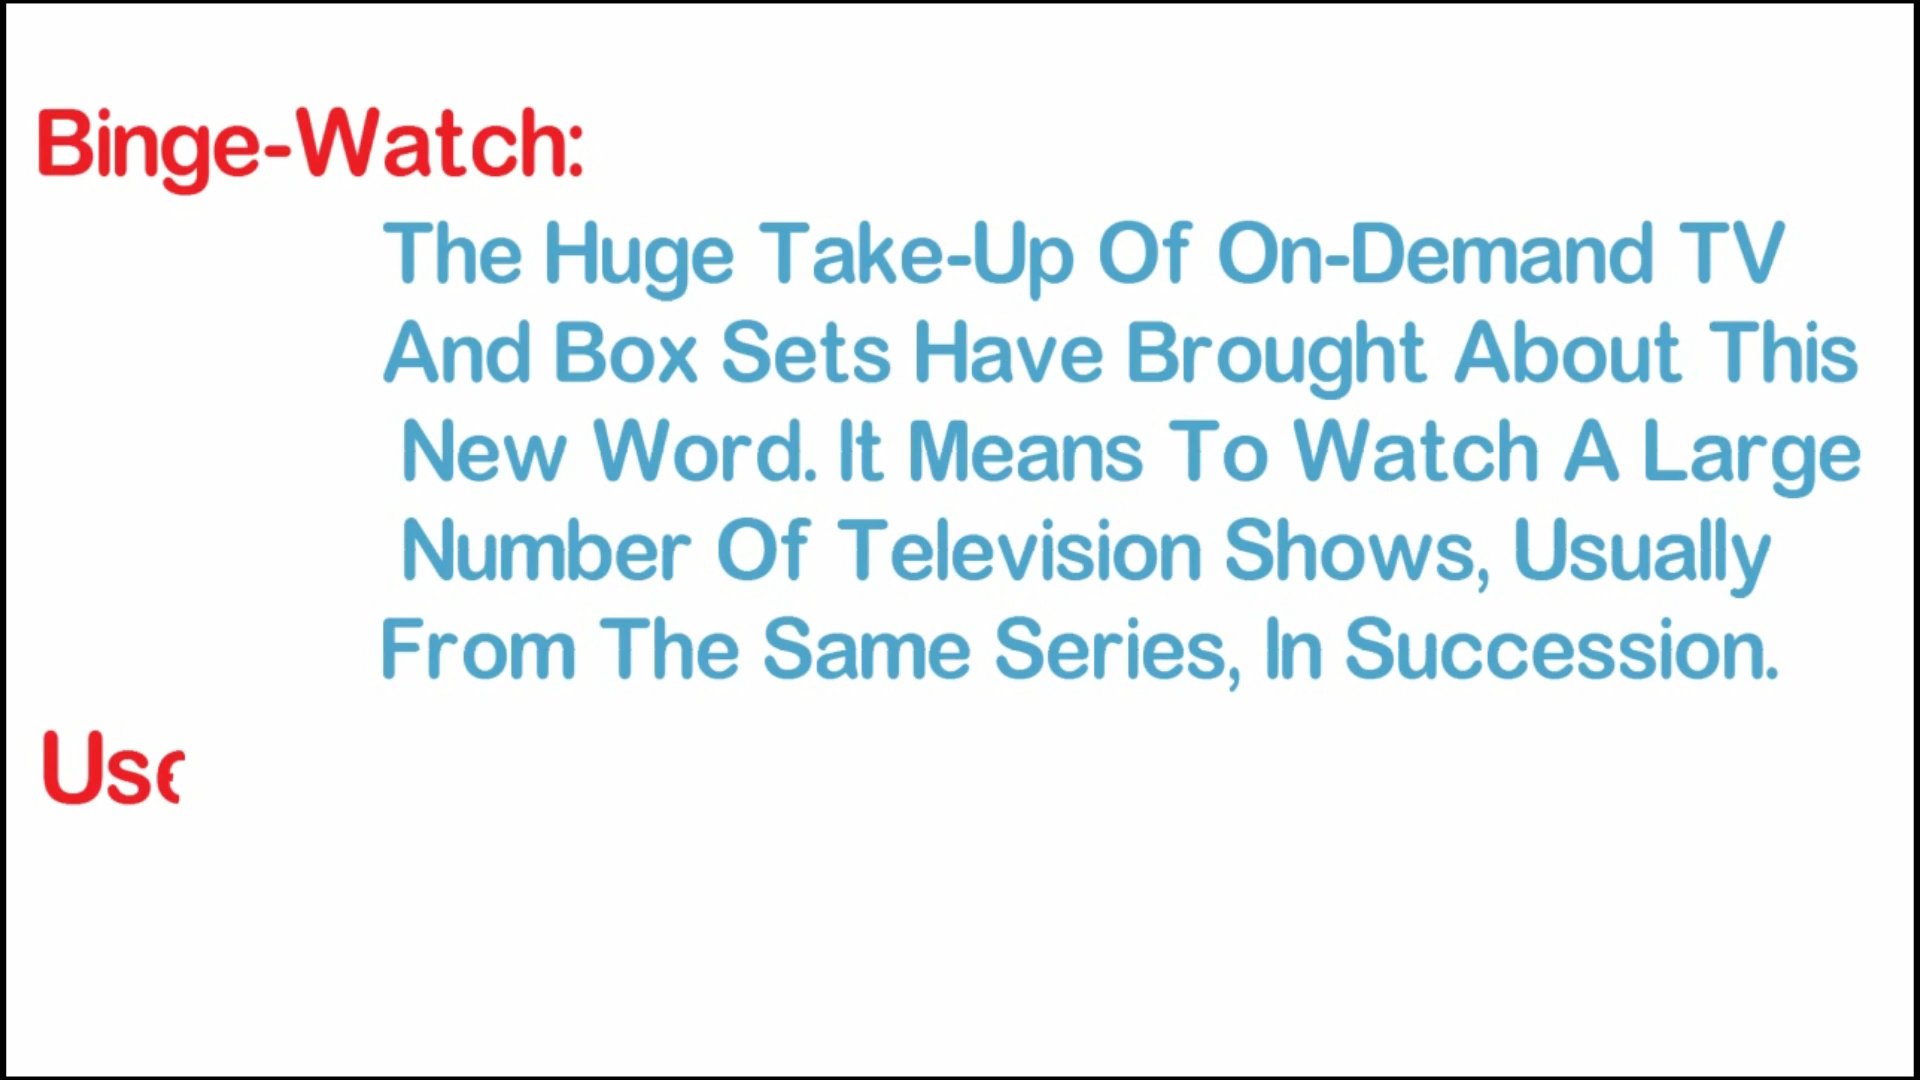 Binge-Watch:
The Huge Take-Up Of On-Demand TV
And Box Sets Have Brought About This
New Word. It Means To Watch A Large
Number Of Television Shows, Usually
From The Same Series, In Succession.
Use